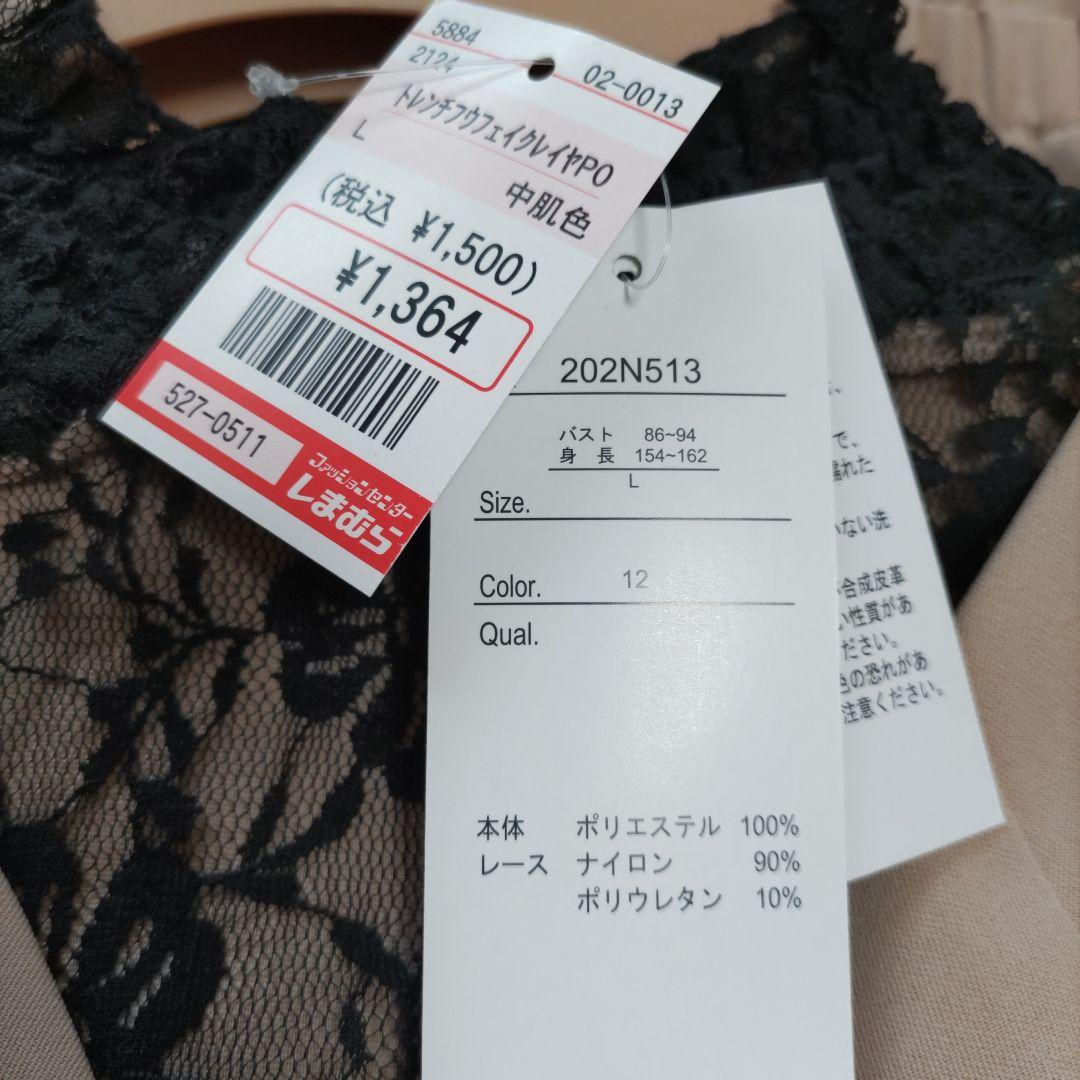 5884
2124
02-0013
トレンチフウフェイクレイヤPO
L
中肌色
(税込 ¥1,500)
¥1,364
527-0511
ファッションセンター
しまむら
202N513
バスト 86~94
身長 154~162
L
Size.
Color. 12
Qual.
本体 ポリエステル 100%
レース ナイロン 90%
ポリウレタン 10%
で、
濡れた
ない洗
合成皮革
い性質があ
ださい。
色の恐れがあ
注意ください。